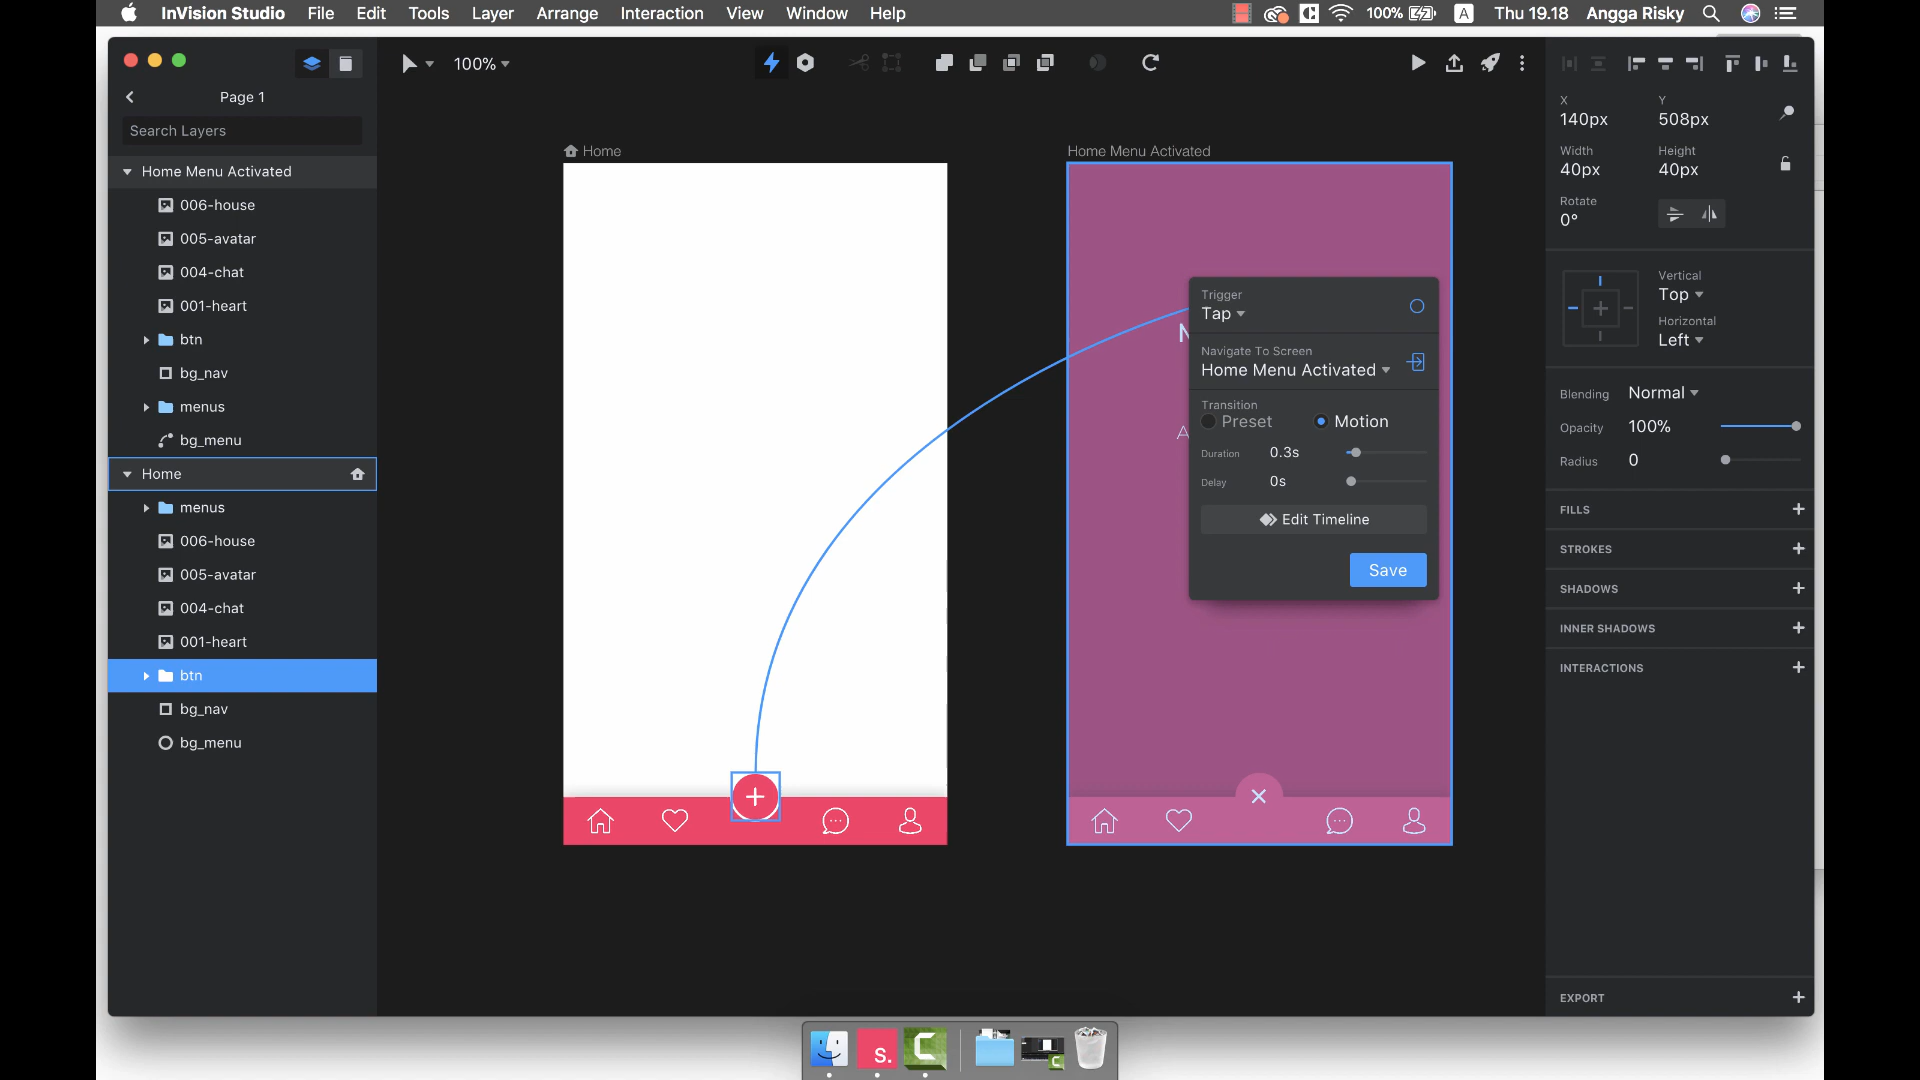 InVision Studio File Edit Tools Layer Arrange Interaction View Window Help
100% A Thu 19.18 Angga Risky
100%
Page 1
Search Layers
Home Menu Activated
006-house
005-avatar
004-chat
001-heart
btn
bg_nav
menus
bg_menu
Home
menus
006-house
005-avatar
004-chat
001-heart
btn
bg_nav
bg_menu
Home
Home Menu Activated
Trigger
Tap
Navigate To Screen
Home Menu Activated
Transition
Preset Motion
Duration 0.3s
Delay 0s
Edit Timeline
Save
X Y
140px 508px
Width Height
40px 40px
Rotate
0°
Vertical
Top
Horizontal
Left
Blending Normal
Opacity 100%
Radius 0
FILLS
STROKES
SHADOWS
INNER SHADOWS
INTERACTIONS
EXPORT
s.